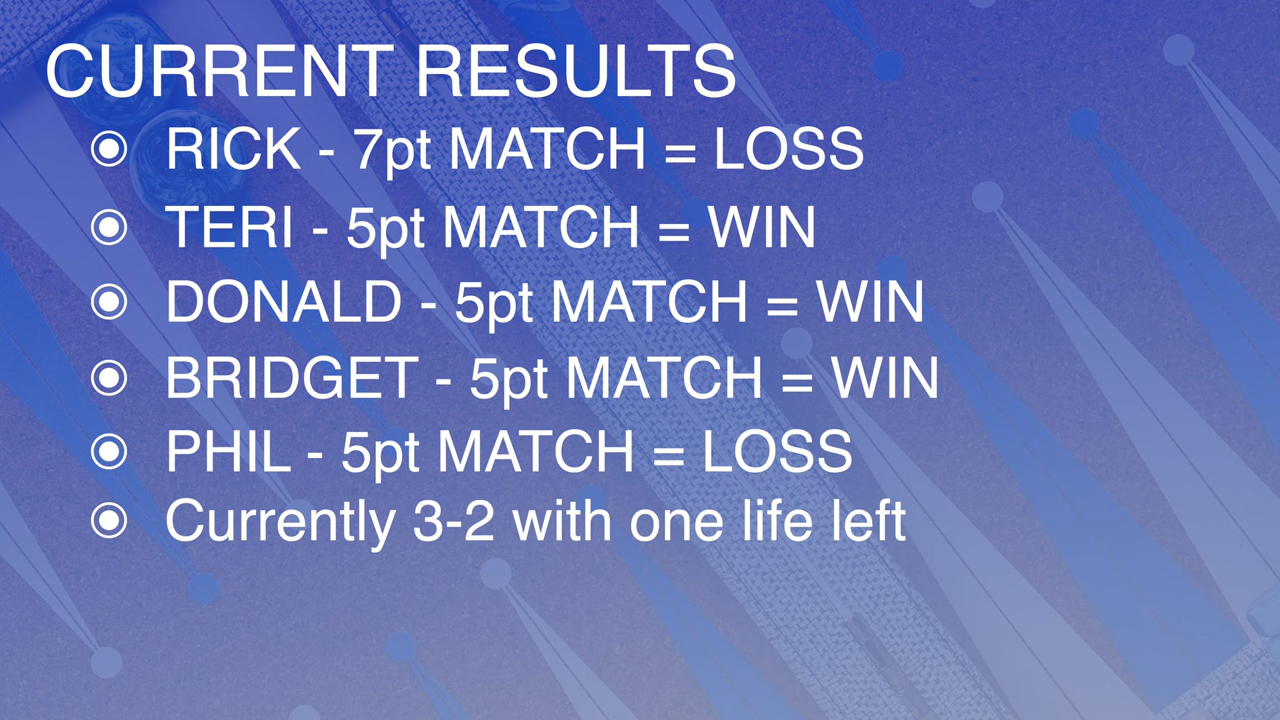 CURRENT RESULTS
RICK - 7pt MATCH = LOSS
TERI - 5pt MATCH = WIN
DONALD - 5pt MATCH = WIN
BRIDGET - 5pt MATCH = WIN
PHIL - 5pt MATCH = LOSS
Currently 3-2 with one life left